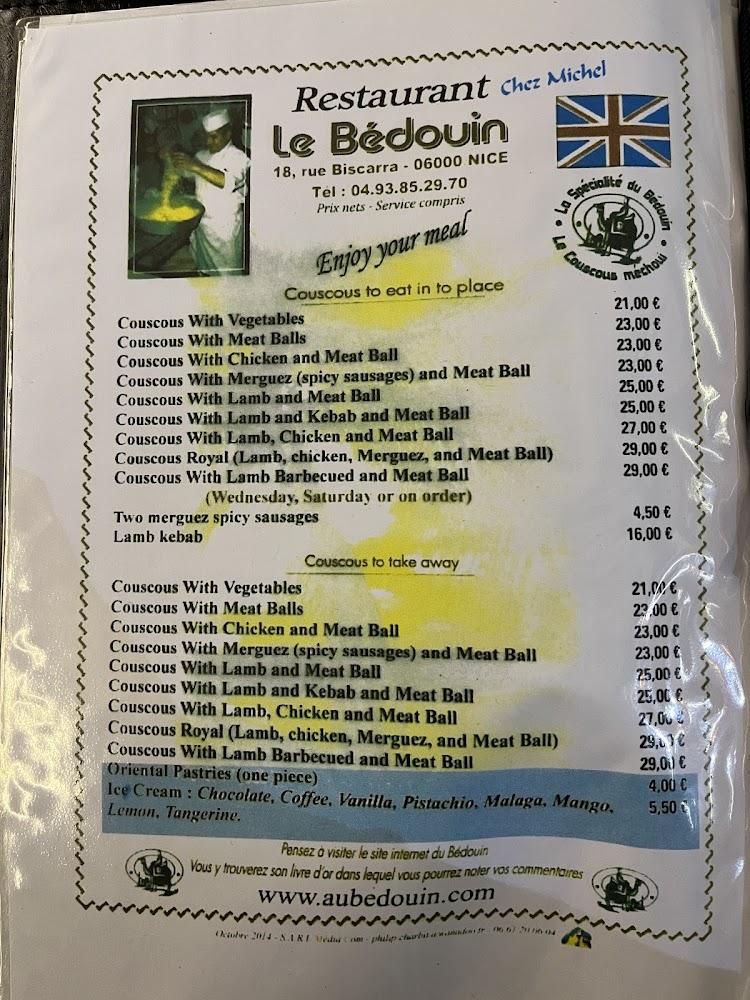 Restaurant Chez Michel
Le Bédouin
18, rue Biscarra - 06000 NICE
Tél : 04.93.85.29.70
Prix nets - Service compris
La Spécialité du Bédouin
Le Couscous méchoui
Enjoy your meal
Couscous to eat in to place
Couscous With Vegetables 21,00 €
Couscous With Meat Balls 23,00 €
Couscous With Chicken and Meat Ball 23,00 €
Couscous With Merguez (spicy sausages) and Meat Ball 23,00 €
Couscous With Lamb and Meat Ball 25,00 €
Couscous With Lamb and Kebab and Meat Ball 25,00 €
Couscous With Lamb, Chicken and Meat Ball 27,00 €
Couscous Royal (Lamb, chicken, Merguez, and Meat Ball) 29,00 €
Couscous With Lamb Barbecued and Meat Ball 29,00 €
(Wednesday, Saturday or on order)
Two merguez spicy sausages 4,50 €
Lamb kebab 16,00 €
Couscous to take away
Couscous With Vegetables 21,00 €
Couscous With Meat Balls 23,00 €
Couscous With Chicken and Meat Ball 23,00 €
Couscous With Merguez (spicy sausages) and Meat Ball 23,00 €
Couscous With Lamb and Meat Ball 25,00 €
Couscous With Lamb and Kebab and Meat Ball 25,00 €
Couscous With Lamb, Chicken and Meat Ball 27,00 €
Couscous Royal (Lamb, chicken, Merguez, and Meat Ball) 29,00 €
Couscous With Lamb Barbecued and Meat Ball 29,00 €
Oriental Pastries (one piece) 4,00 €
Ice Cream : Chocolate, Coffee, Vanilla, Pistachio, Malaga, Mango, 5,50 €
Lemon, Tangerine.
Pensez à visiter le site internet du Bédouin
Vous y trouverez son livre d'or dans lequel vous pourrez noter vos commentaires
www.aubedouin.com
Octobre 2014 - S.A.R.L Média Com -